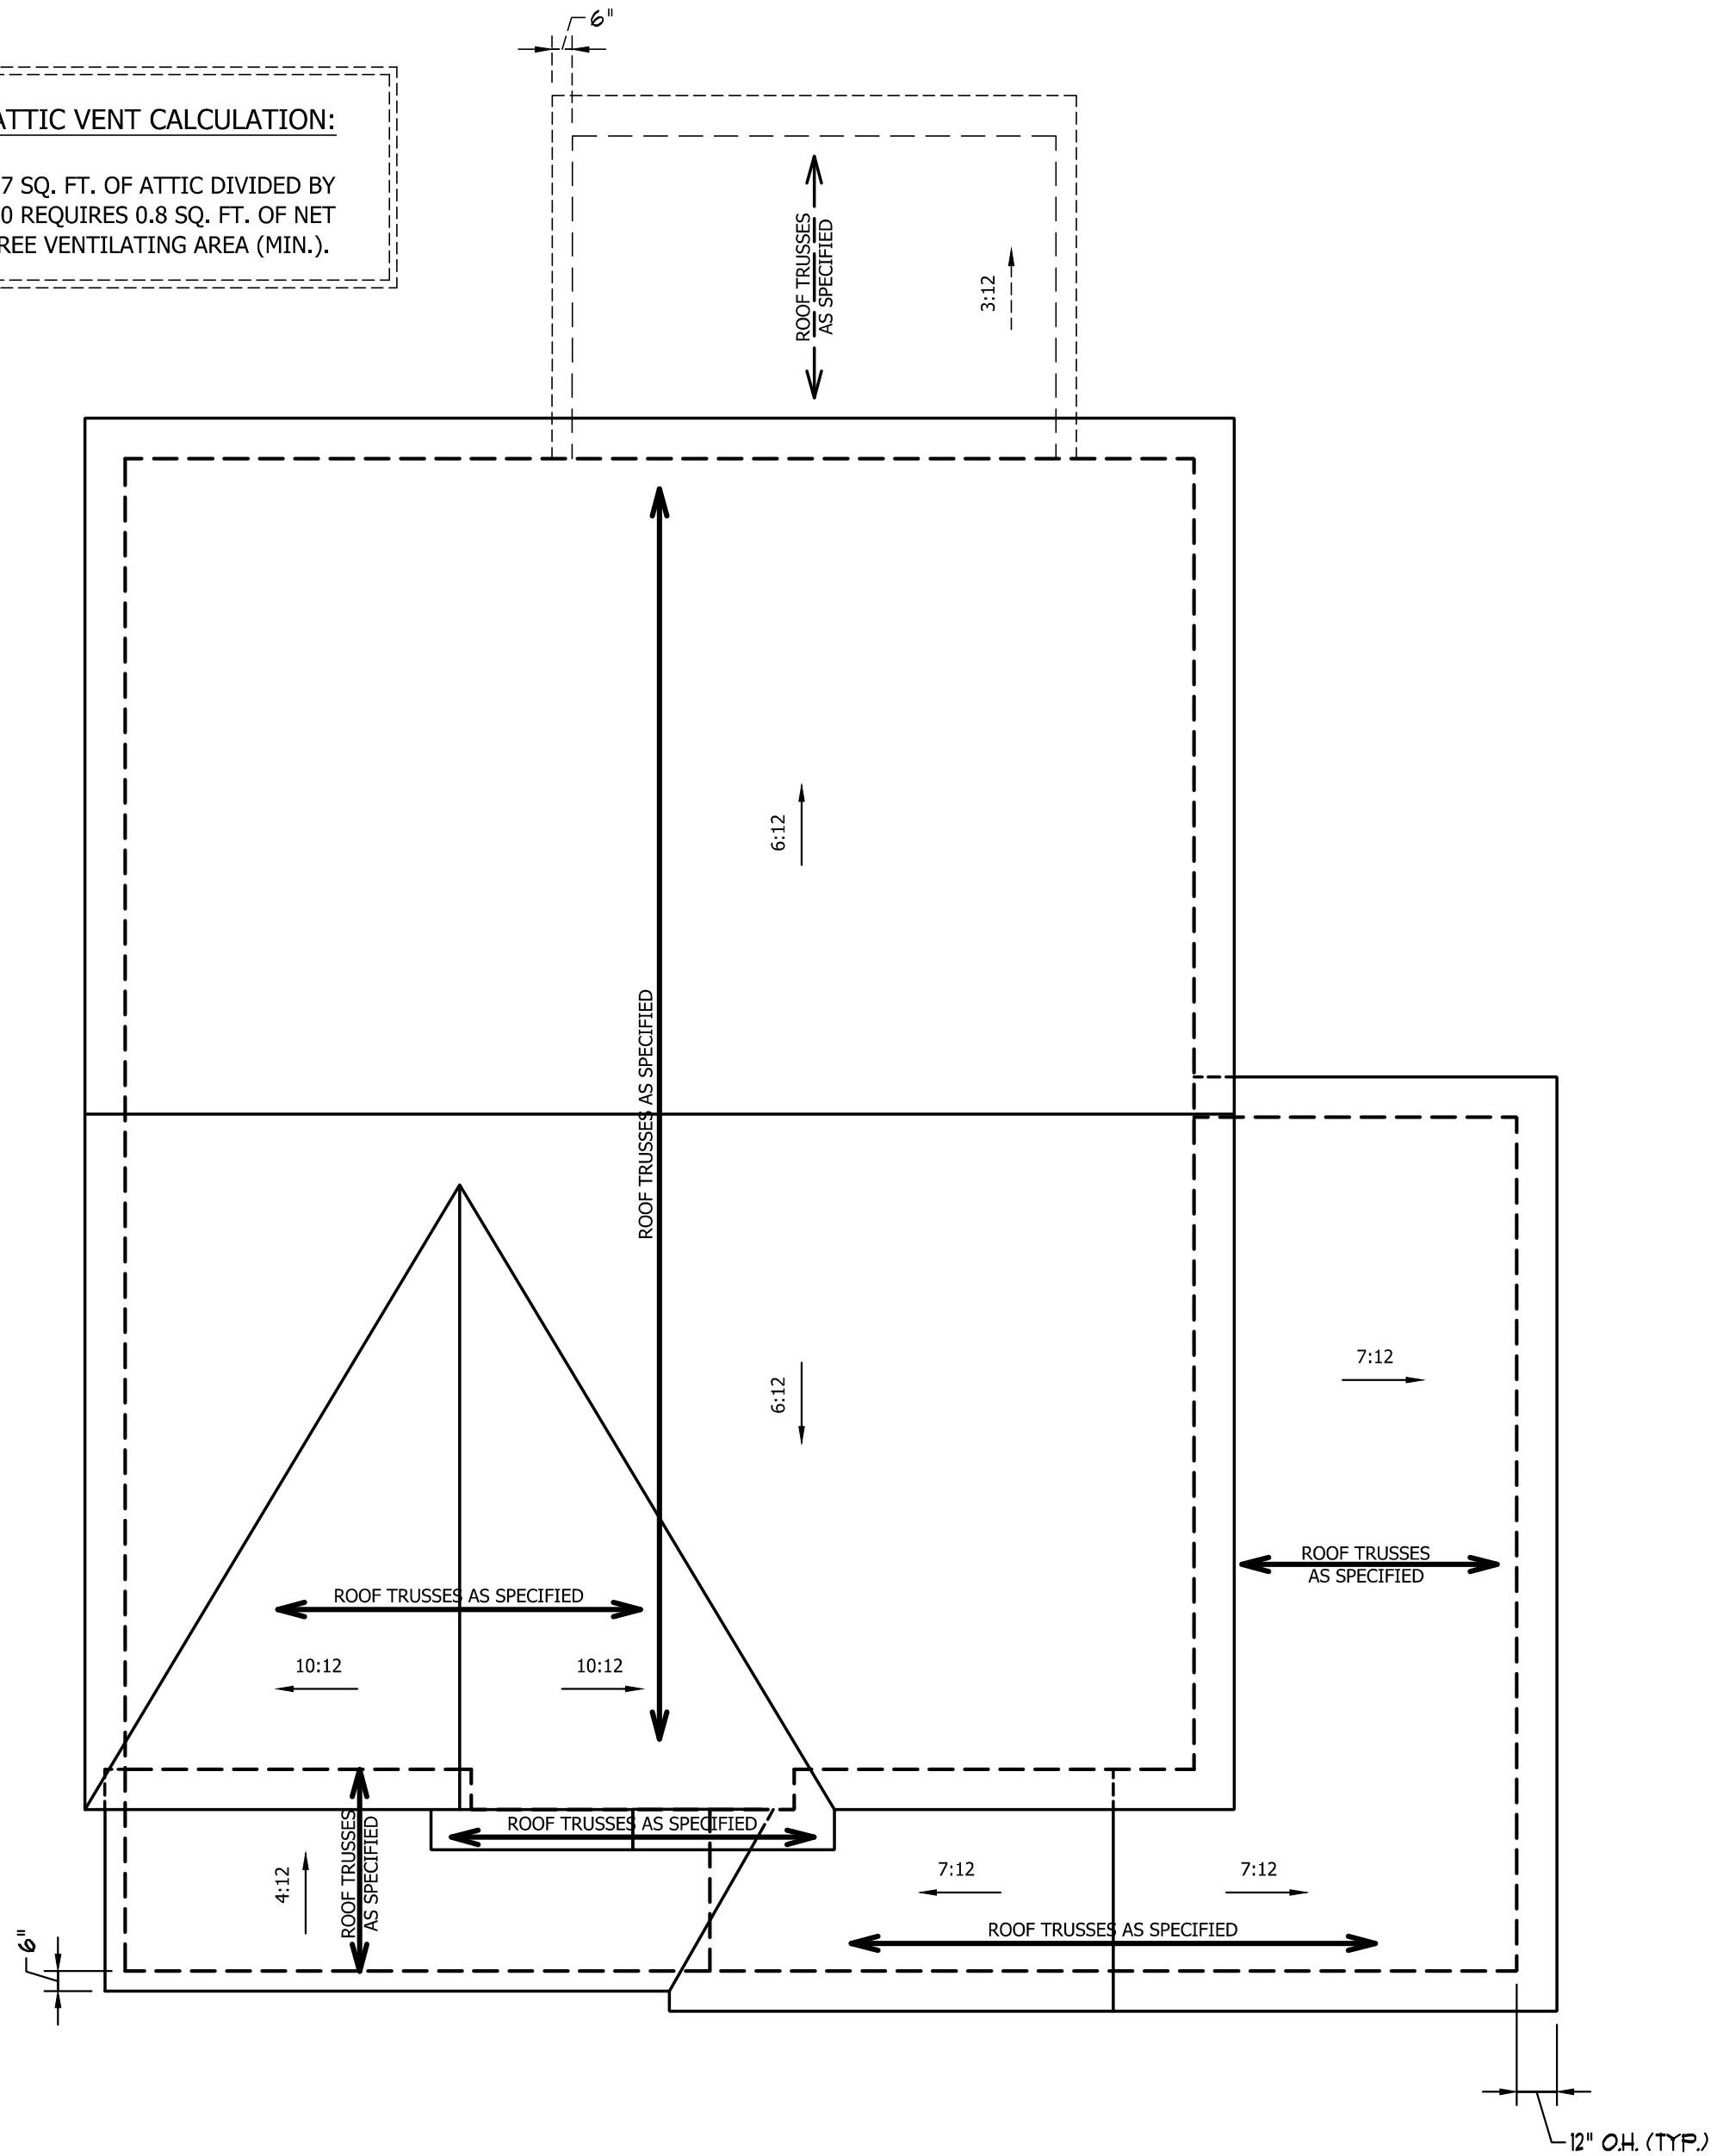 6"
ATTIC VENT CALCULATION:
7 SQ. FT. OF ATTIC DIVIDED BY
0 REQUIRES 0.8 SQ. FT. OF NET
REE VENTILATING AREA (MIN.).
ROOF TRUSSES
AS SPECIFIED
3:12
6:12
ROOF TRUSSES AS SPECIFIED
6:12
7:12
ROOF TRUSSES
AS SPECIFIED
ROOF TRUSSES AS SPECIFIED
10:12
10:12
ROOF TRUSSES AS SPECIFIED
4:12
ROOF TRUSSES
AS SPECIFIED
7:12
7:12
ROOF TRUSSES AS SPECIFIED
6"
12" O.H. (TYP.)